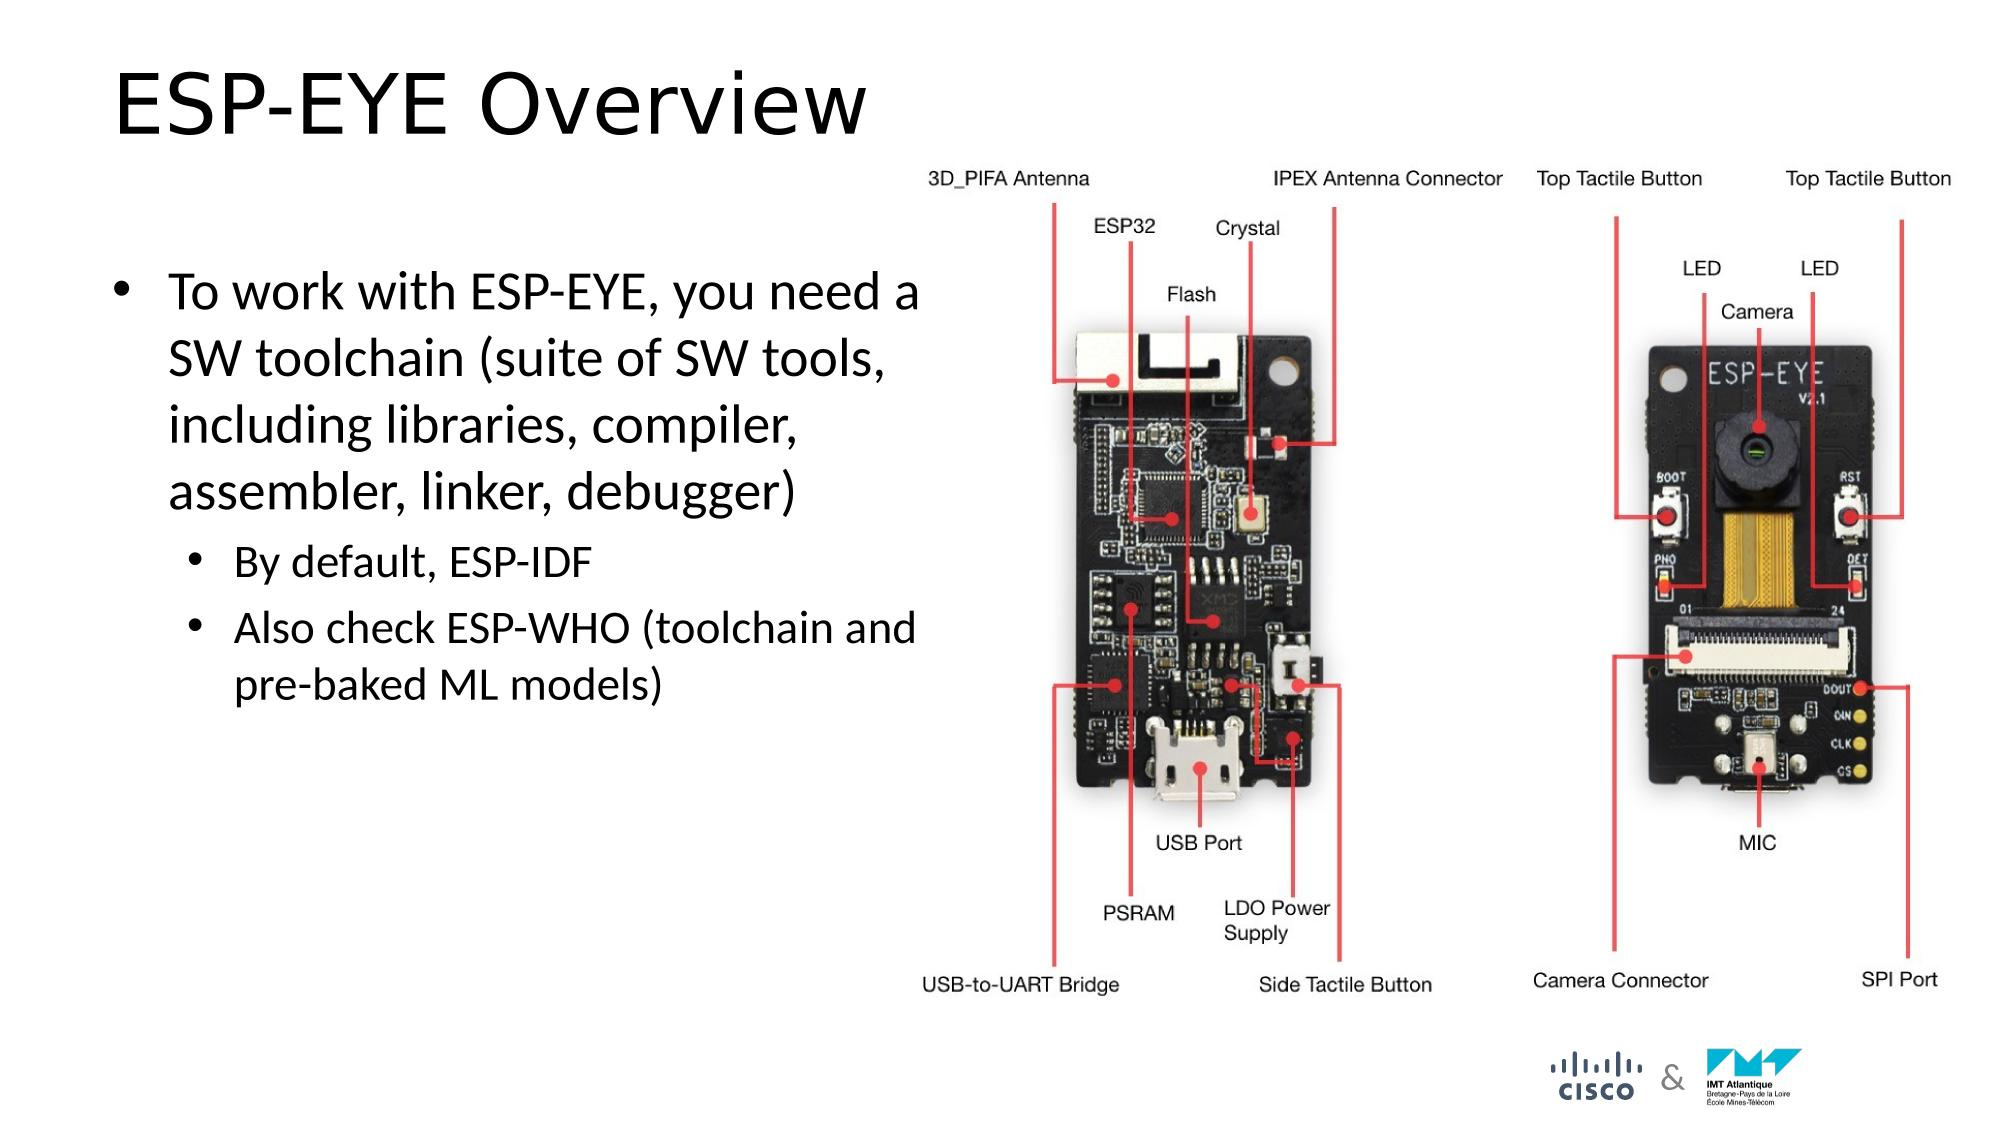 ESP-EYE Overview
• To work with ESP-EYE, you need a
SW toolchain (suite of SW tools,
including libraries, compiler,
assembler, linker, debugger)
• By default, ESP-IDF
• Also check ESP-WHO (toolchain and
pre-baked ML models)
3D_PIFA Antenna
IPEX Antenna Connector
ESP32
Crystal
Flash
XMC
USB Port
PSRAM
LDO Power
Supply
USB-to-UART Bridge
Side Tactile Button
Top Tactile Button
Top Tactile Button
LED
LED
Camera
ESP-EYE
V2.1
BOOT
RST
DET
01
24
DOUT
CLK
CS
MIC
Camera Connector
SPI Port
CISCO
&
IMT Atlantique
Bretagne-Pays de la Loire
École Mines-Télécom